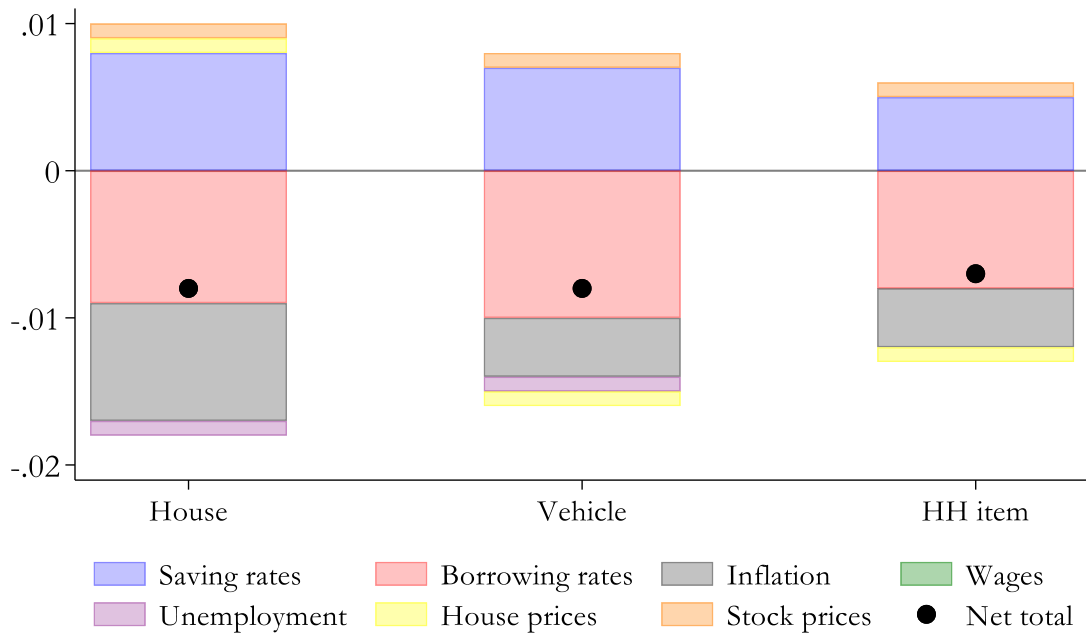 .01
0
-.01
-.02
House Vehicle HH item
Saving rates Borrowing rates Inflation Wages
Unemployment House prices Stock prices Net total